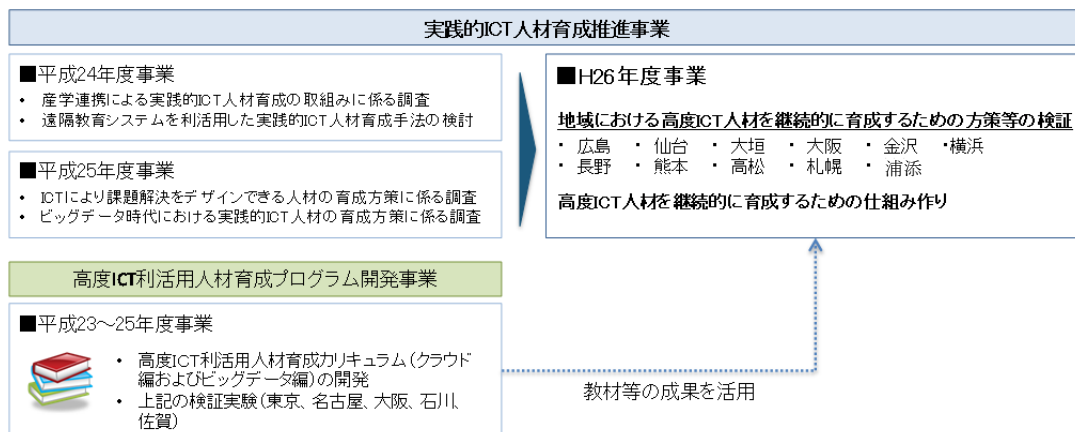 実践的ICT人材育成推進事業
■平成24年度事業
・ 産学連携による実践的ICT人材育成の取組みに係る調査
・ 遠隔教育システムを利活用した実践的ICT人材育成手法の検討
■平成25年度事業
・ ICTにより課題解決をデザインできる人材の育成方策に係る調査
・ ビッグデータ時代における実践的ICT人材の育成方策に係る調査
■H26年度事業
地域における高度ICT人材を継続的に育成するための方策等の検証
・ 広島 ・ 仙台 ・ 大垣 ・ 大阪 ・ 金沢 ・横浜
・ 長野 ・ 熊本 ・ 高松 ・ 札幌 ・ 浦添
高度ICT人材を継続的に育成するための仕組み作り
高度ICT利活用人材育成プログラム開発事業
■平成23～25年度事業
・ 高度ICT利活用人材育成カリキュラム（クラウド
編およびビッグデータ編）の開発
・ 上記の検証実験（東京、名古屋、大阪、石川、
佐賀）
教材等の成果を活用